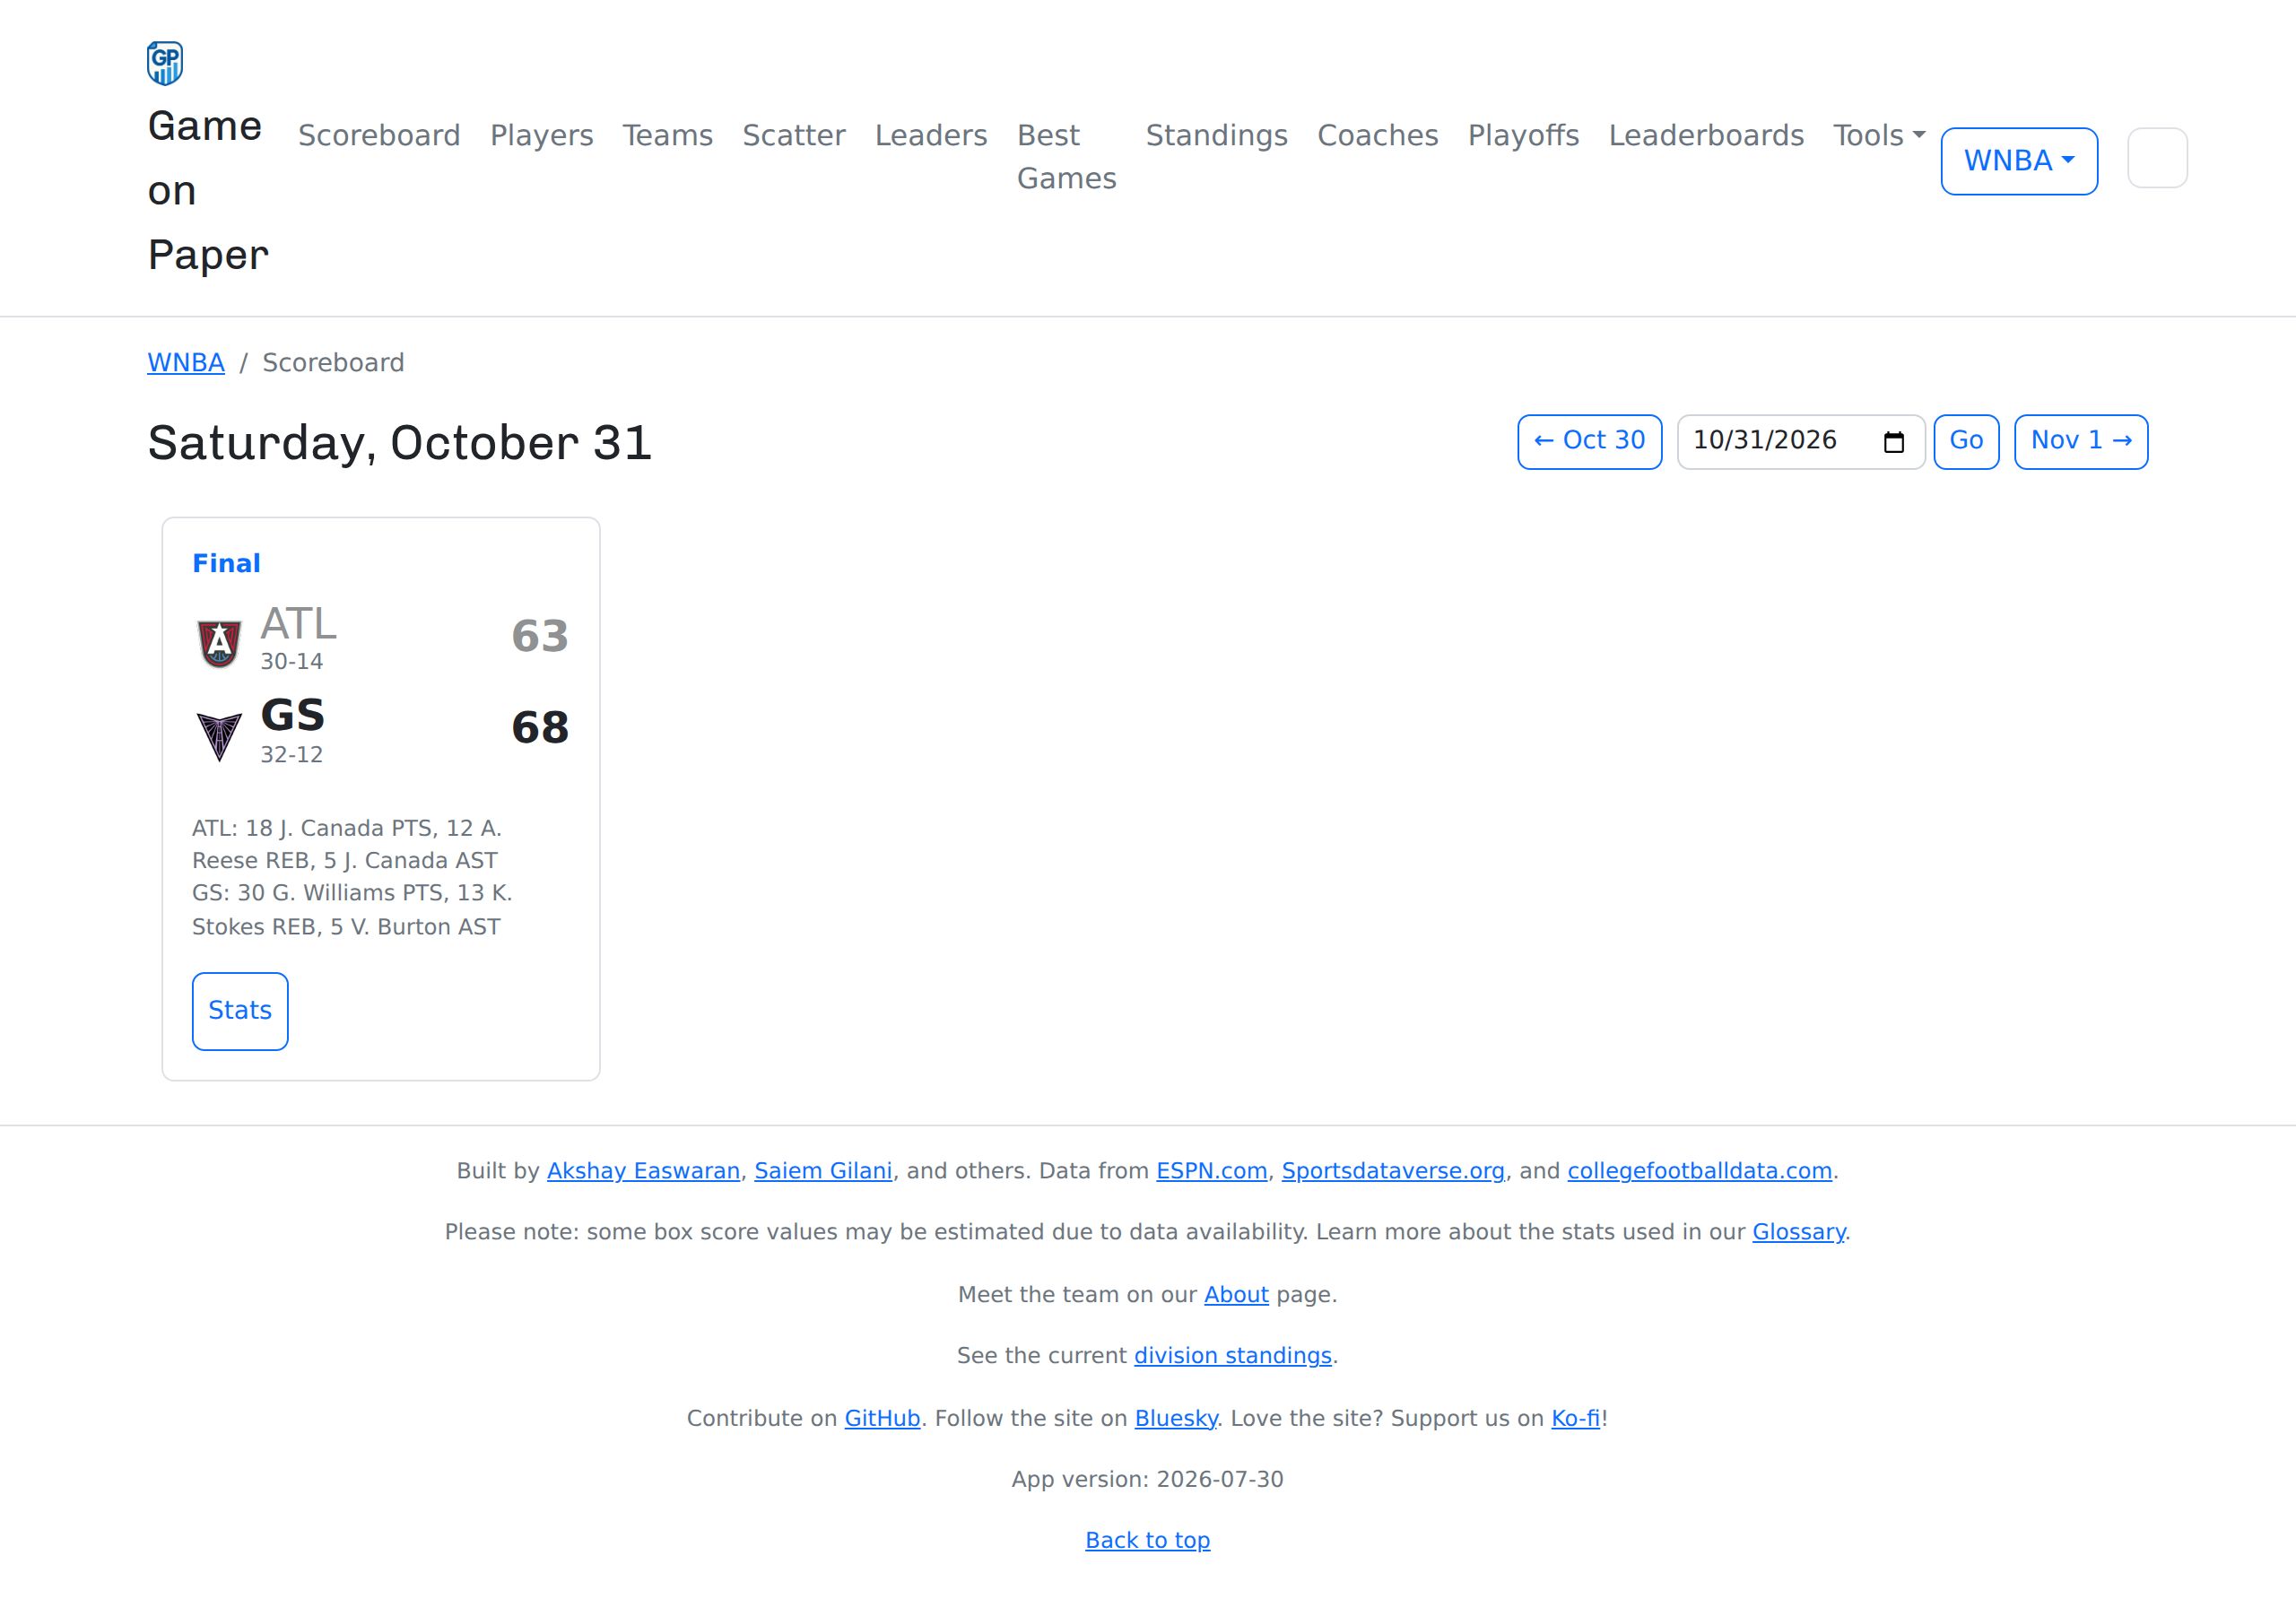 GP
Game
on
Paper
Scoreboard Players Teams Scatter Leaders Best Games Standings Coaches Playoffs Leaderboards Tools
WNBA
WNBA / Scoreboard
Saturday, October 31
← Oct 30
10/31/2026
Go
Nov 1 →
Final
A
ATL 63
30-14
GS 68
32-12
ATL: 18 J. Canada PTS, 12 A.
Reese REB, 5 J. Canada AST
GS: 30 G. Williams PTS, 13 K.
Stokes REB, 5 V. Burton AST
Stats
Built by Akshay Easwaran, Saiem Gilani, and others. Data from ESPN.com, Sportsdataverse.org, and collegefootballdata.com.
Please note: some box score values may be estimated due to data availability. Learn more about the stats used in our Glossary.
Meet the team on our About page.
See the current division standings.
Contribute on GitHub. Follow the site on Bluesky. Love the site? Support us on Ko-fi!
App version: 2026-07-30
Back to top